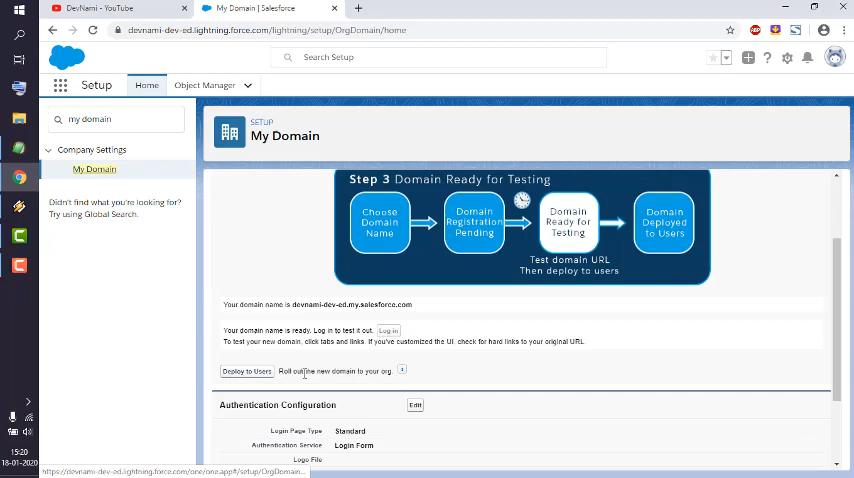 DevNami - YouTube
My Domain | Salesforce
devnami-dev-ed.lightning.force.com/lightning/setup/OrgDomain/home
ABP
Search Setup
Setup
Home
Object Manager
my domain
Company Settings
My Domain
Didn't find what you're looking for?
Try using Global Search.
SETUP
My Domain
Step 3 Domain Ready for Testing
Choose
Domain
Name
Domain
Registration
Pending
Domain
Ready for
Testing
Domain
Deployed
to Users
Test domain URL
Then deploy to users
Your domain name is devnami-dev-ed.my.salesforce.com
Your domain name is ready. Log in to test it out. Log in
To test your new domain, click tabs and links. If you've customized the UI, check for hard links to your original URL.
Deploy to Users Roll out the new domain to your org. i
Authentication Configuration Edit
Login Page Type Standard
Authentication Service Login Form
Logo File
15:20
18-01-2020
https://devnami-dev-ed.lightning.force.com/one/one.app#/setup/OrgDomain...